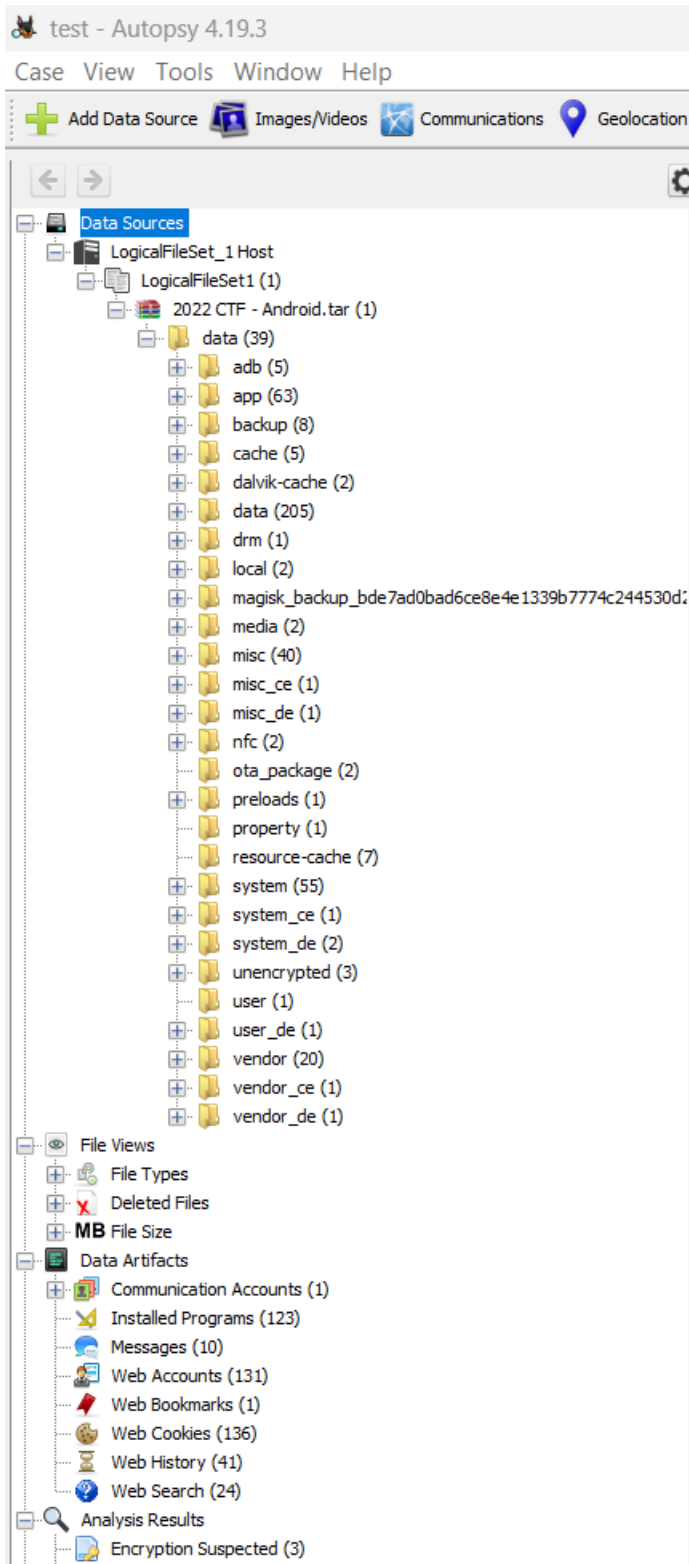 test - Autopsy 4.19.3
Case View Tools Window Help
Add Data Source Images/Videos Communications Geolocation
Data Sources
LogicalFileSet_1 Host
LogicalFileSet1 (1)
2022 CTF - Android.tar (1)
data (39)
adb (5)
app (63)
backup (8)
cache (5)
dalvik-cache (2)
data (205)
drm (1)
local (2)
magisk_backup_bde7ad0bad6ce8e4e1339b7774c244530d2
media (2)
misc (40)
misc_ce (1)
misc_de (1)
nfc (2)
ota_package (2)
preloads (1)
property (1)
resource-cache (7)
system (55)
system_ce (1)
system_de (2)
unencrypted (3)
user (1)
user_de (1)
vendor (20)
vendor_ce (1)
vendor_de (1)
File Views
File Types
Deleted Files
MB File Size
Data Artifacts
Communication Accounts (1)
Installed Programs (123)
Messages (10)
Web Accounts (131)
Web Bookmarks (1)
Web Cookies (136)
Web History (41)
Web Search (24)
Analysis Results
Encryption Suspected (3)